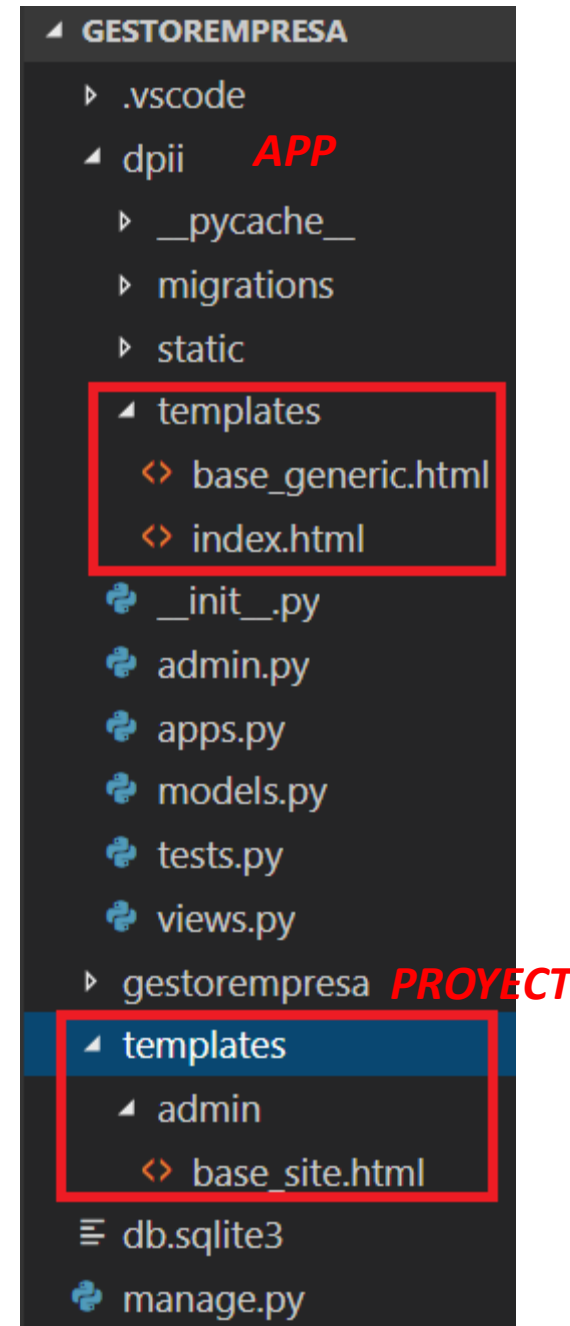 GESTOREMPRESA
.vscode
dpii APP
__pycache__
migrations
static
templates
base_generic.html
index.html
__init__.py
admin.py
apps.py
models.py
tests.py
views.py
gestorempresa PROYECT
templates
admin
base_site.html
db.sqlite3
manage.py